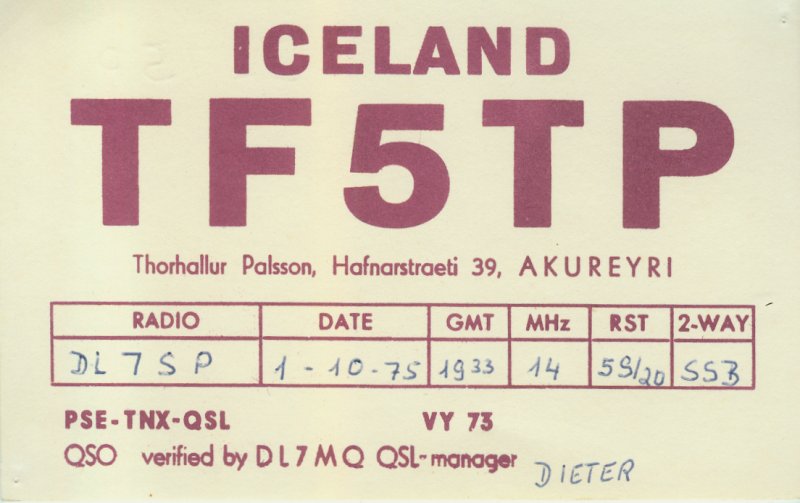 ICELAND
TF5TP
Thorhallur Palsson, Hafnarstraeti 39, AKUREYRI
RADIO DATE GMT MHz RST 2-WAY
DL7SP 1-10-75 1933 14 59/20 SSB
PSE-TNX-QSL VY 73
QSO verified by DL7MQ QSL-manager DIETER